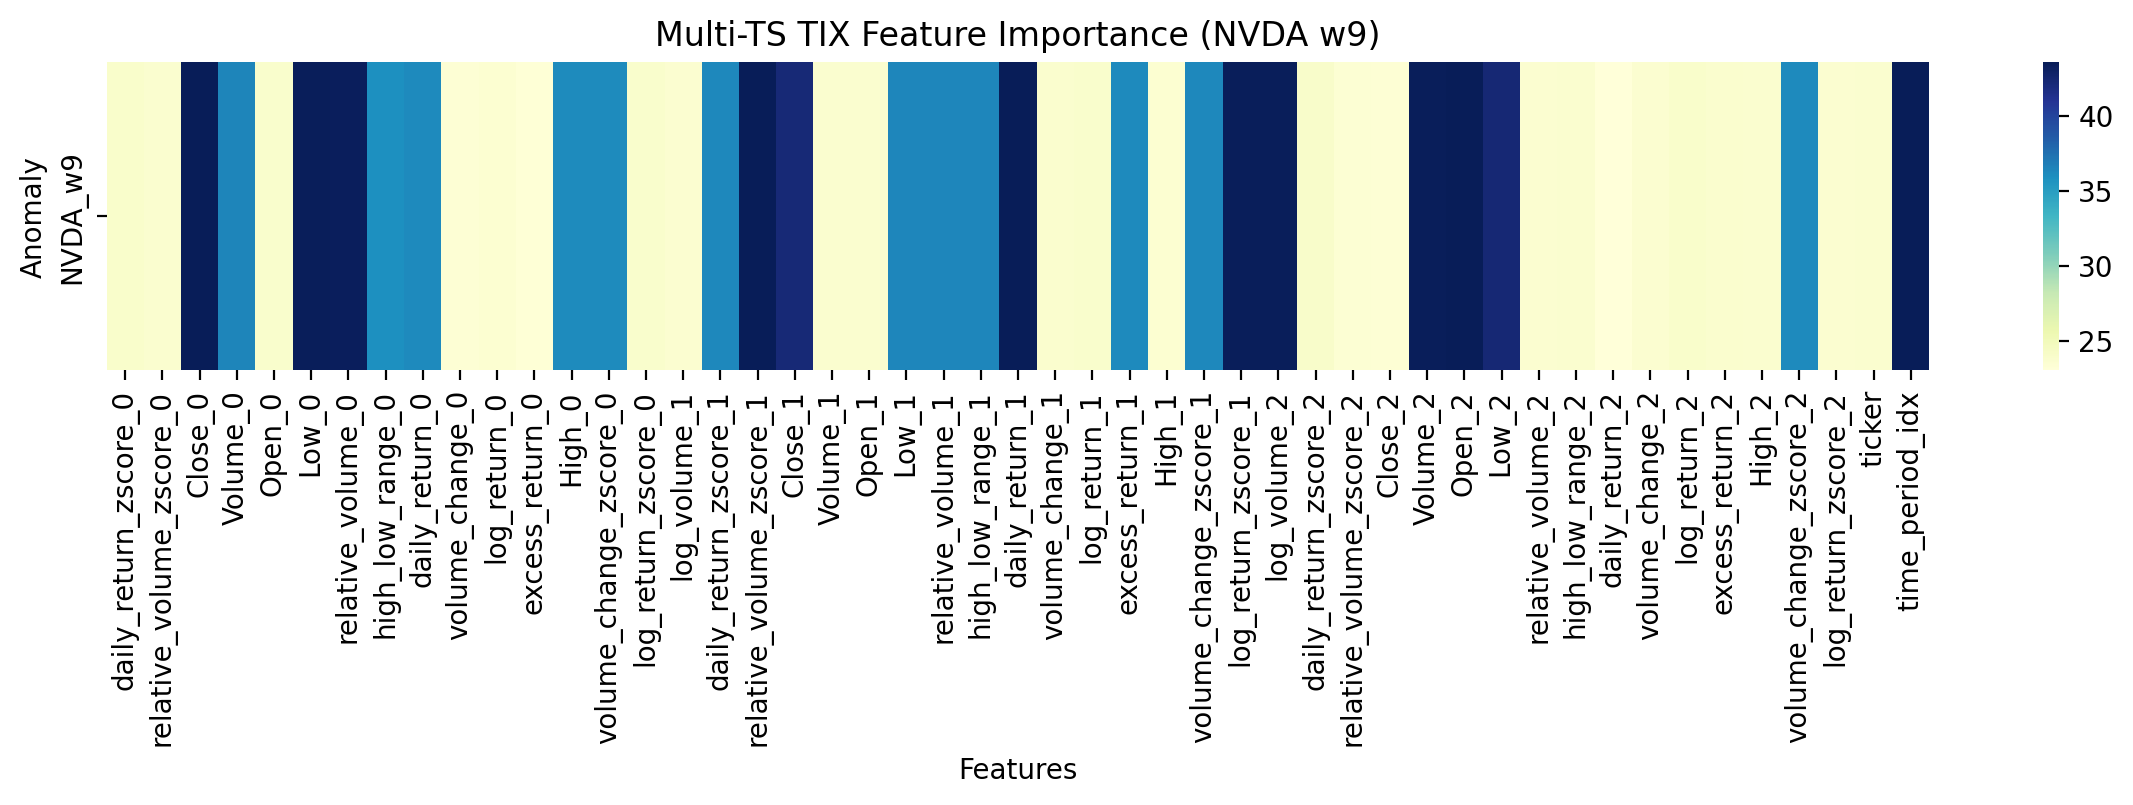 Multi-TS TIX Feature Importance (NVDA w9)
Anomaly
NVDA_w9
40
35
30
25
daily_return_zscore_0
relative_volume_zscore_0
Close_0
Volume_0
Open_0
Low_0
relative_volume_0
high_low_range_0
daily_return_0
volume_change_0
log_return_0
excess_return_0
High_0
volume_change_zscore_0
log_return_zscore_0
log_volume_1
daily_return_zscore_1
relative_volume_zscore_1
Close_1
Volume_1
Open_1
Low_1
relative_volume_1
high_low_range_1
daily_return_1
volume_change_1
log_return_1
excess_return_1
High_1
volume_change_zscore_1
log_return_zscore_1
log_volume_2
daily_return_zscore_2
relative_volume_zscore_2
Close_2
Volume_2
Open_2
Low_2
relative_volume_2
high_low_range_2
daily_return_2
volume_change_2
log_return_2
excess_return_2
High_2
volume_change_zscore_2
log_return_zscore_2
ticker
time_period_idx
Features